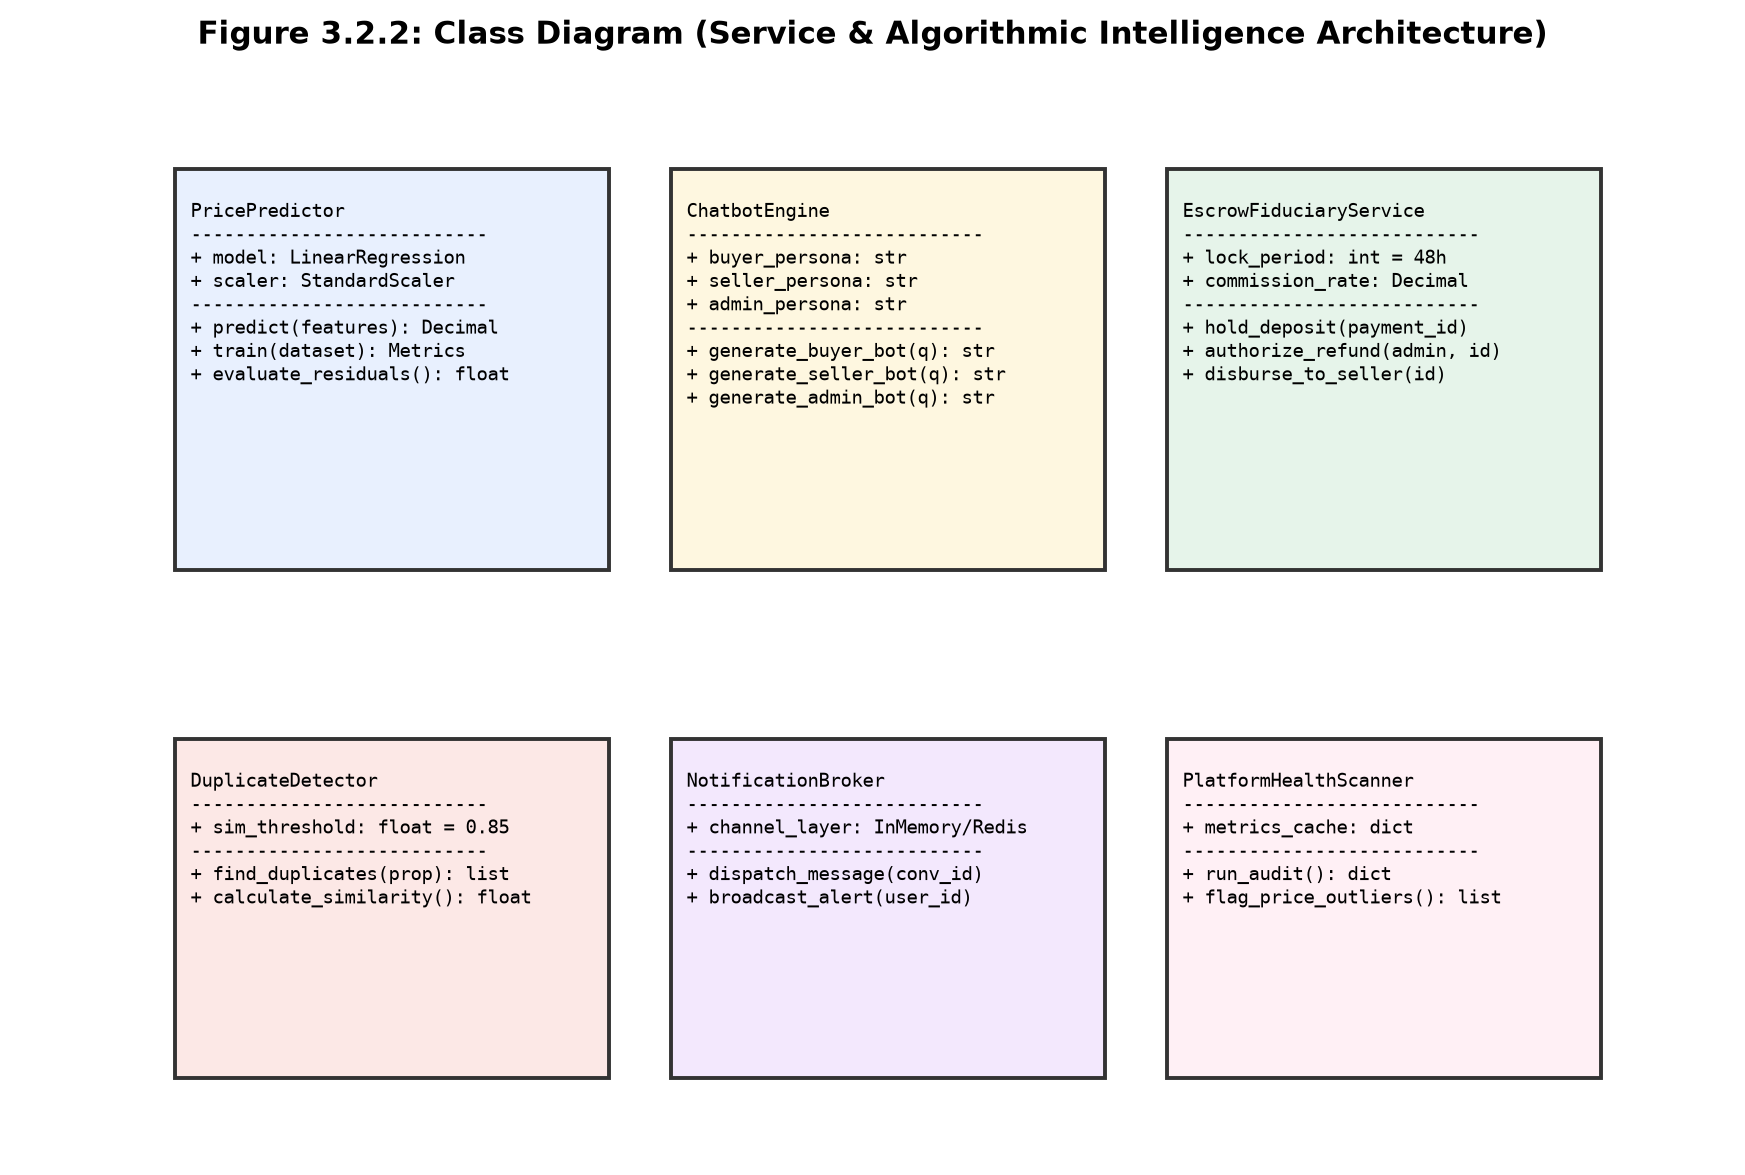 Figure 3.2.2: Class Diagram (Service & Algorithmic Intelligence Architecture)
PricePredictor
---------------------------
+ model: LinearRegression
+ scaler: StandardScaler
---------------------------
+ predict(features): Decimal
+ train(dataset): Metrics
+ evaluate_residuals(): float
ChatbotEngine
---------------------------
+ buyer_persona: str
+ seller_persona: str
+ admin_persona: str
---------------------------
+ generate_buyer_bot(q): str
+ generate_seller_bot(q): str
+ generate_admin_bot(q): str
EscrowFiduciaryService
---------------------------
+ lock_period: int = 48h
+ commission_rate: Decimal
---------------------------
+ hold_deposit(payment_id)
+ authorize_refund(admin, id)
+ disburse_to_seller(id)
DuplicateDetector
---------------------------
+ sim_threshold: float = 0.85
---------------------------
+ find_duplicates(prop): list
+ calculate_similarity(): float
NotificationBroker
---------------------------
+ channel_layer: InMemory/Redis
---------------------------
+ dispatch_message(conv_id)
+ broadcast_alert(user_id)
PlatformHealthScanner
---------------------------
+ metrics_cache: dict
---------------------------
+ run_audit(): dict
+ flag_price_outliers(): list